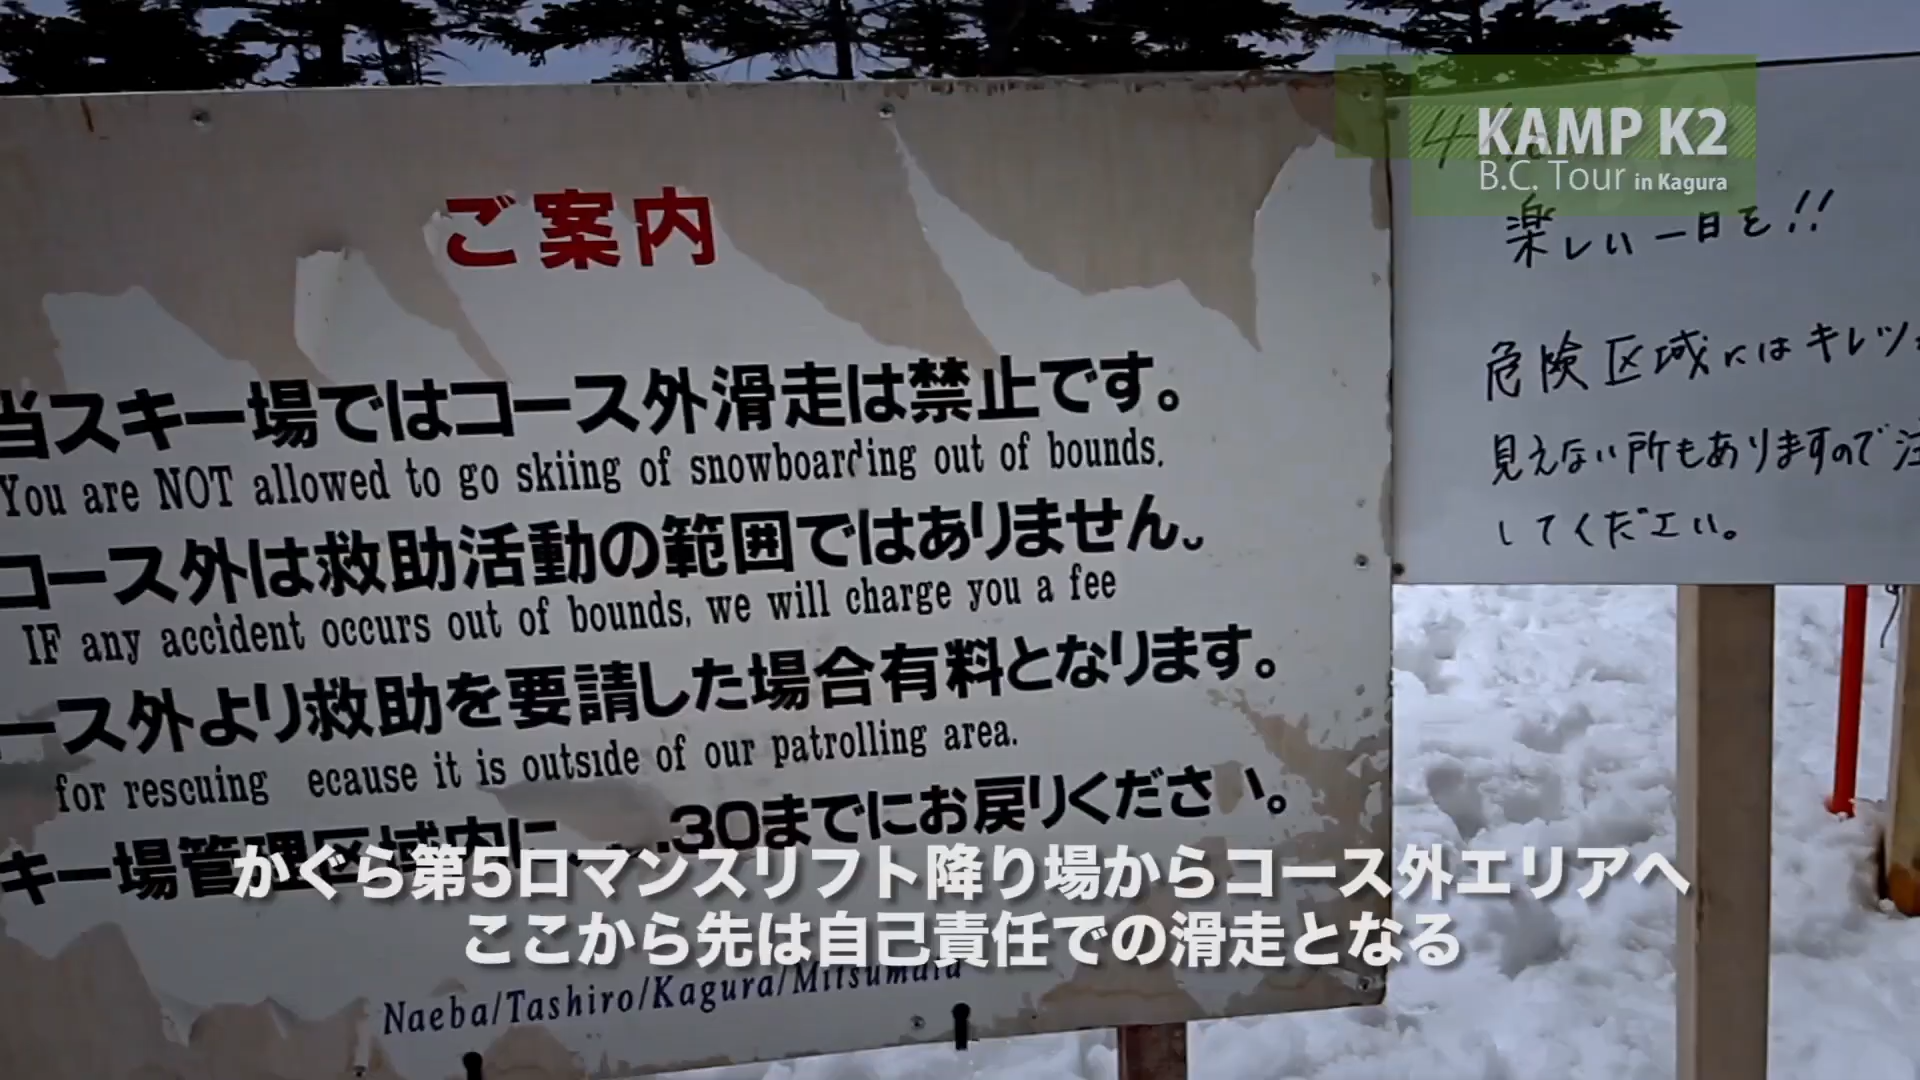 KAMP K2
B.C. Tour in Kagura
ご案内
当スキー場ではコース外滑走は禁止です。
You are NOT allowed to go skiing of snowboarding out of bounds.
コース外は救助活動の範囲ではありません。
IF any accident occurs out of bounds, we will charge you a fee
ース外より救助を要請した場合有料となります。
for rescuing ecause it is outside of our patrolling area.
キー場管理区域内に .30までにお戻りください。
Naeba/Tashiro/Kagura/Mitsumata
楽しい一日を!!
危険区域にはキレツ
見えない所もありますので注
してください。
かぐら第5ロマンスリフト降り場からコース外エリアへ
ここから先は自己責任での滑走となる